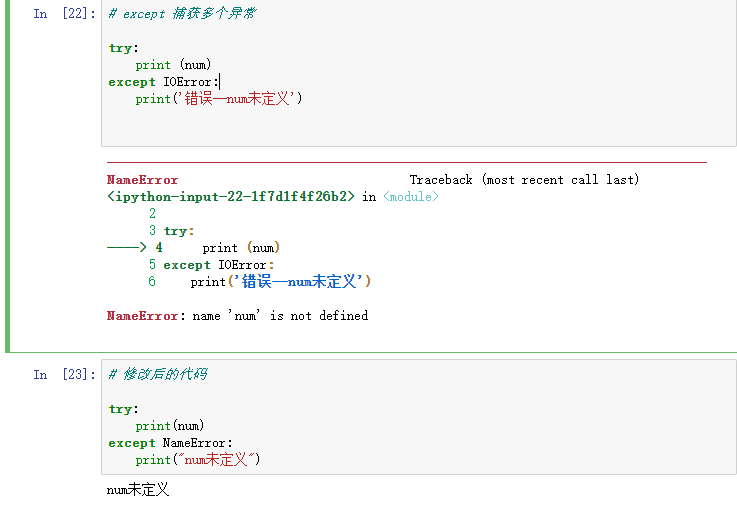 In [22]: # except 捕获多个异常
try:
print (num)
except IOError:
print('错误——num未定义')
NameError Traceback (most recent call last)
<ipython-input-22-1f7d1f4f26b2> in <module>
2
3 try:
----> 4 print (num)
5 except IOError:
6 print('错误——num未定义')
NameError: name 'num' is not defined
In [23]: # 修改后的代码
try:
print(num)
except NameError:
print("num未定义")
num未定义